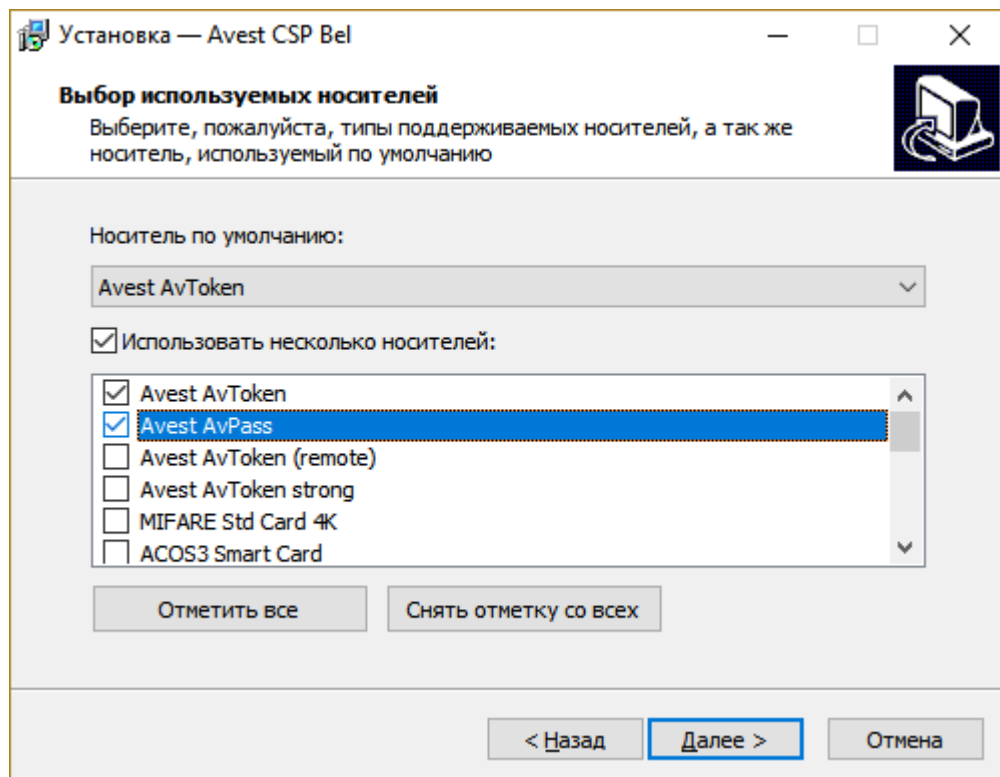 Установка — Avest CSP Bel
Выбор используемых носителей
Выберите, пожалуйста, типы поддерживаемых носителей, а так же
носитель, используемый по умолчанию
Носитель по умолчанию:
Avest AvToken
Использовать несколько носителей:
Avest AvToken
Avest AvPass
Avest AvToken (remote)
Avest AvToken strong
MIFARE Std Card 4K
ACOS3 Smart Card
Отметить все
Снять отметку со всех
< Назад
Далее >
Отмена